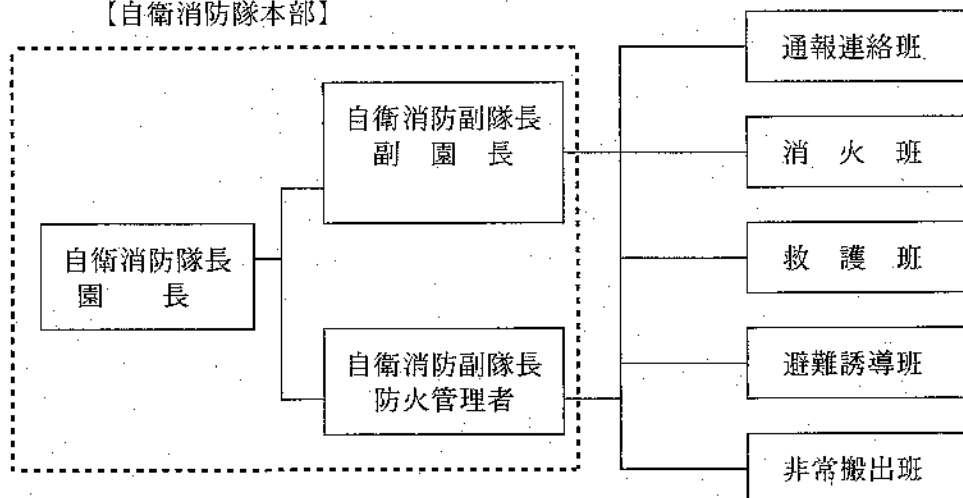 【自衛消防隊本部】
自衛消防隊長
園　　長
自衛消防副隊長
副　園　長
自衛消防副隊長
防火管理者
通報連絡班
消　火　班
救　護　班
避難誘導班
非常搬出班